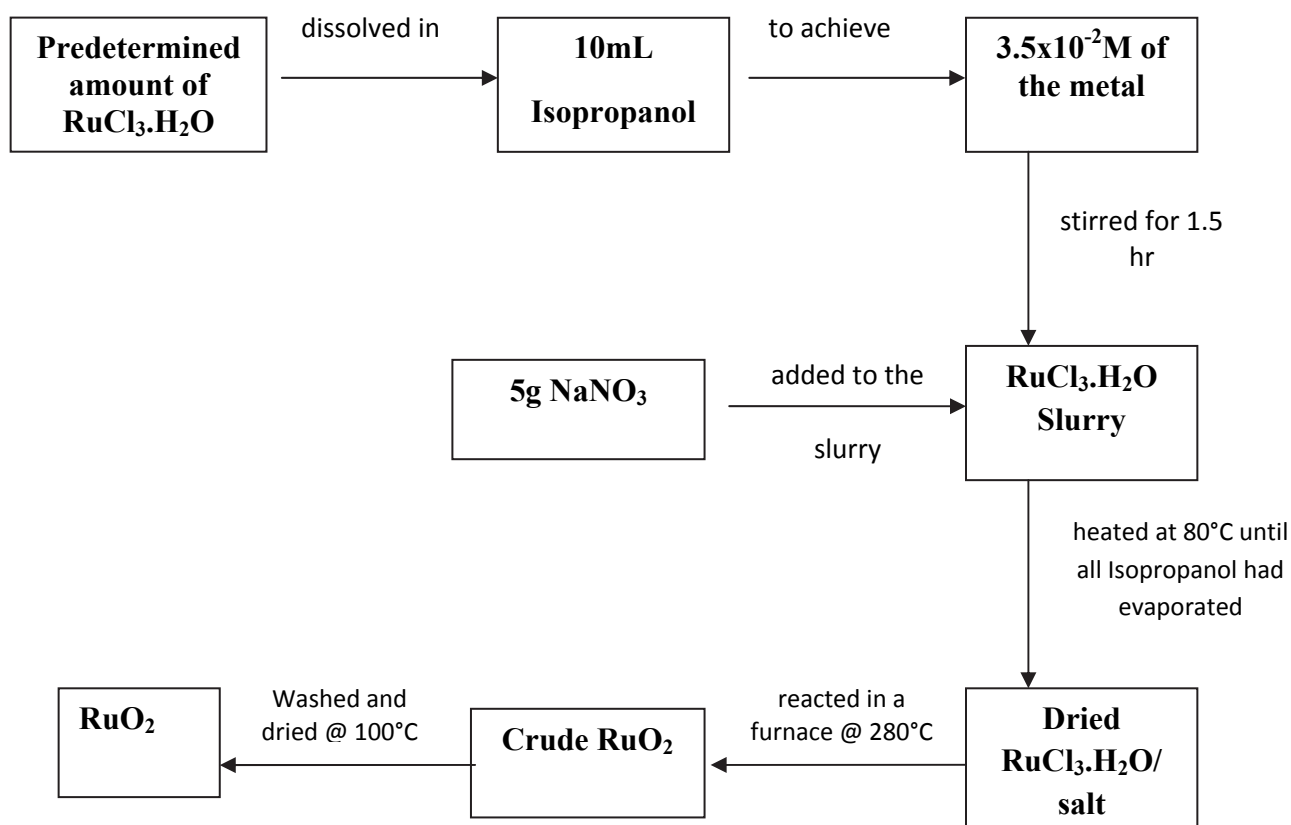 Predetermined
amount of
RuCl₃.H₂O
dissolved in
10mL
Isopropanol
to achieve
3.5x10⁻²M of
the metal
stirred for 1.5
hr
5g NaNO₃
added to the
slurry
RuCl₃.H₂O
Slurry
heated at 80°C until
all Isopropanol had
evaporated
Dried
RuCl₃.H₂O/
salt
reacted in a
furnace @ 280°C
Crude RuO₂
Washed and
dried @ 100°C
RuO₂